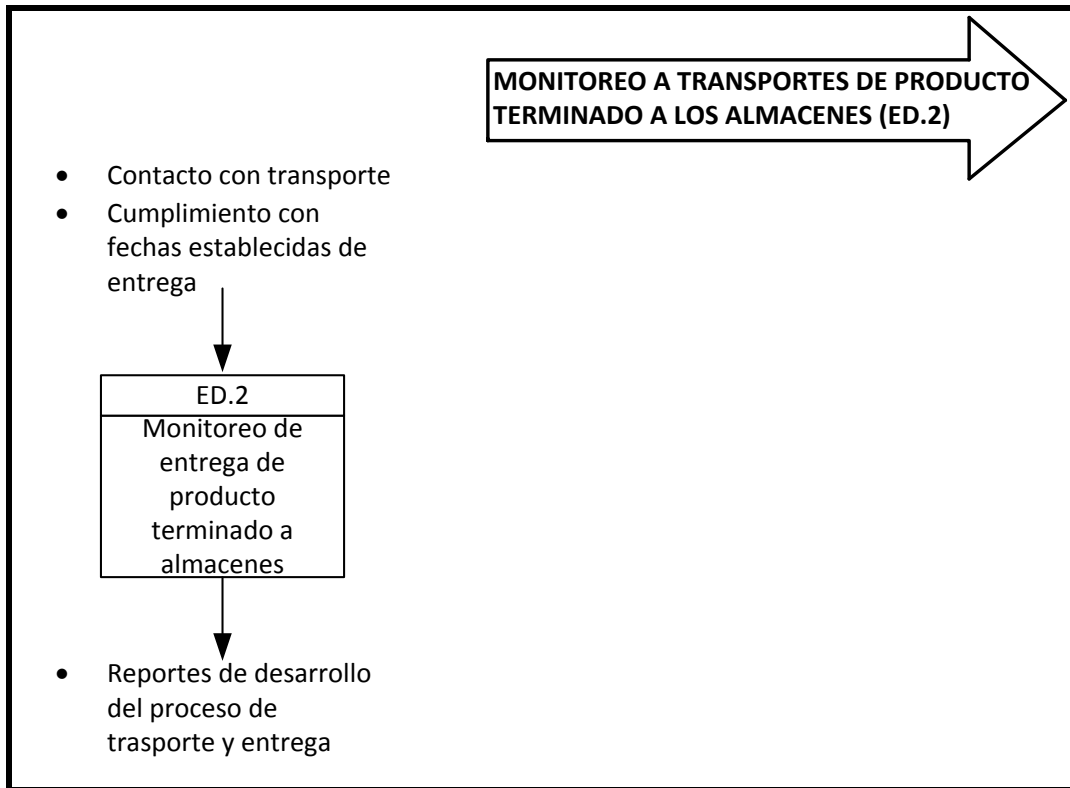 MONITOREO A TRANSPORTES DE PRODUCTO
TERMINADO A LOS ALMACENES (ED.2)
• Contacto con transporte
• Cumplimiento con
fechas establecidas de
entrega
ED.2
Monitoreo de
entrega de
producto
terminado a
almacenes
• Reportes de desarrollo
del proceso de
trasporte y entrega